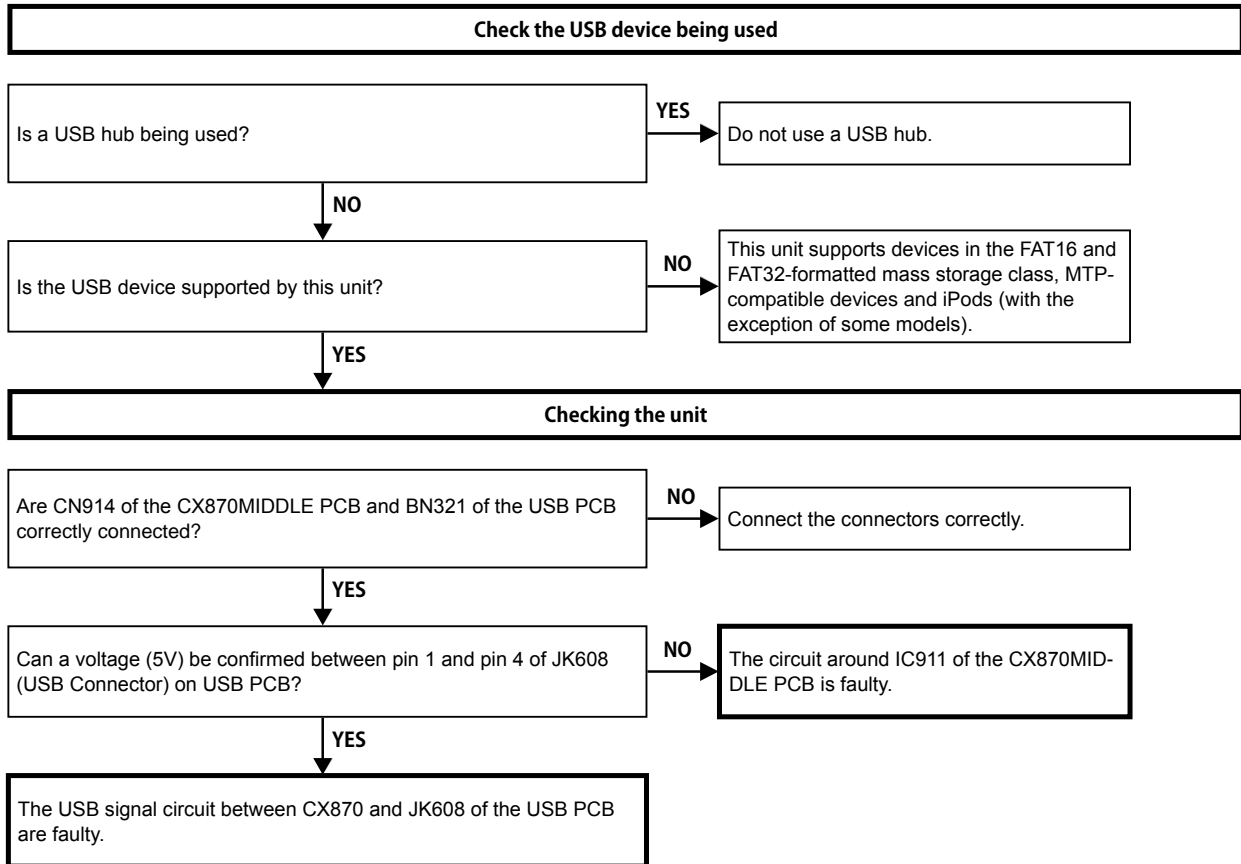 Check the USB device being used
Is a USB hub being used?
YES
Do not use a USB hub.
NO
Is the USB device supported by this unit?
NO
This unit supports devices in the FAT16 and
FAT32-formatted mass storage class, MTP-
compatible devices and iPods (with the
exception of some models).
YES
Checking the unit
Are CN914 of the CX870MIDDLE PCB and BN321 of the USB PCB
correctly connected?
NO
Connect the connectors correctly.
YES
Can a voltage (5V) be confirmed between pin 1 and pin 4 of JK608
(USB Connector) on USB PCB?
NO
The circuit around IC911 of the CX870MID-
DLE PCB is faulty.
YES
The USB signal circuit between CX870 and JK608 of the USB PCB
are faulty.